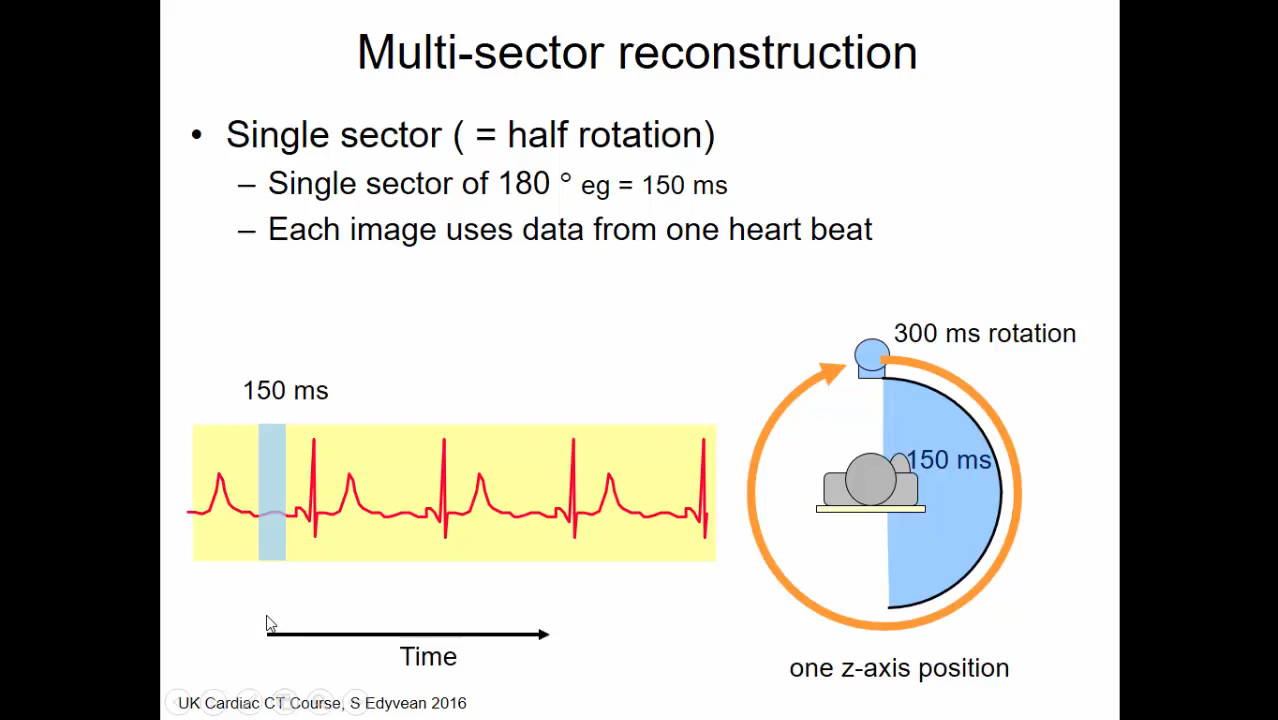 Multi-sector reconstruction
• Single sector ( = half rotation)
– Single sector of 180 ° eg = 150 ms
– Each image uses data from one heart beat
300 ms rotation
150 ms
150 ms
Time
one z-axis position
UK Cardiac CT Course, S Edyvean 2016